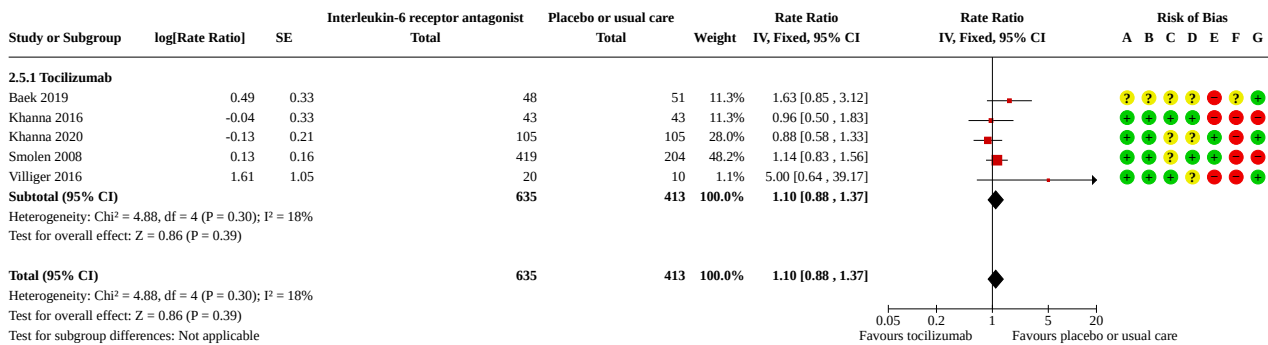 Interleukin-6 receptor antagonist Placebo or usual care Rate Ratio Rate Ratio Risk of Bias
Study or Subgroup log[Rate Ratio] SE Total Total Weight IV, Fixed, 95% CI IV, Fixed, 95% CI A B C D E F G
2.5.1 Tocilizumab
Baek 2019 0.49 0.33 48 51 11.3% 1.63 [0.85 , 3.12] ? ? ? ? − ? +
Khanna 2016 -0.04 0.33 43 43 11.3% 0.96 [0.50 , 1.83] + + + + − − −
Khanna 2020 -0.13 0.21 105 105 28.0% 0.88 [0.58 , 1.33] + + ? ? + − +
Smolen 2008 0.13 0.16 419 204 48.2% 1.14 [0.83 , 1.56] + + ? + + − −
Villiger 2016 1.61 1.05 20 10 1.1% 5.00 [0.64 , 39.17] + + + ? − − +
Subtotal (95% CI) 635 413 100.0% 1.10 [0.88 , 1.37]
Heterogeneity: Chi² = 4.88, df = 4 (P = 0.30); I² = 18%
Test for overall effect: Z = 0.86 (P = 0.39)
Total (95% CI) 635 413 100.0% 1.10 [0.88 , 1.37]
Heterogeneity: Chi² = 4.88, df = 4 (P = 0.30); I² = 18%
Test for overall effect: Z = 0.86 (P = 0.39) 0.05 0.2 1 5 20
Test for subgroup differences: Not applicable Favours tocilizumab Favours placebo or usual care